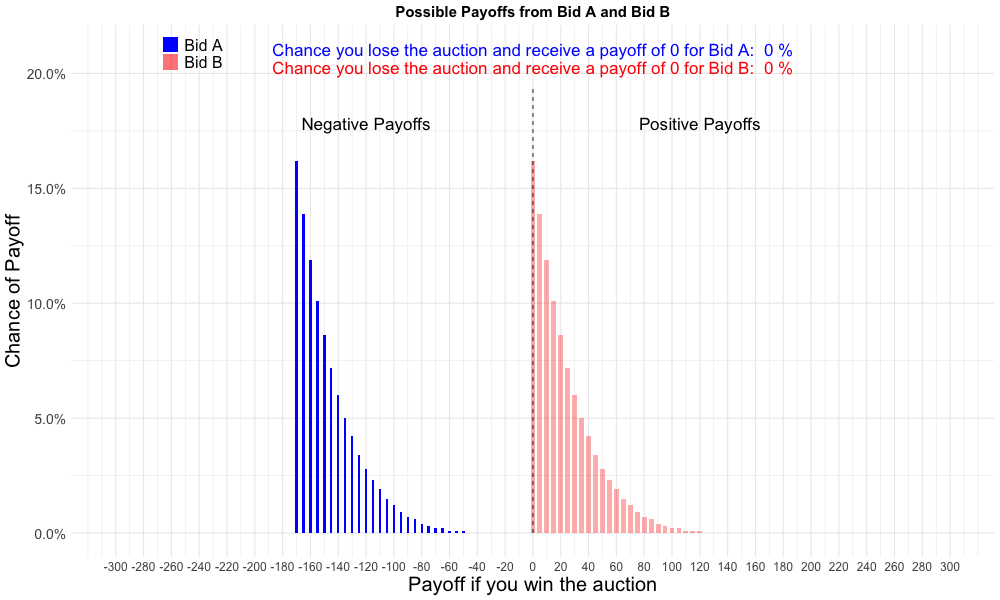 Possible Payoffs from Bid A and Bid B
Bid A
Bid B
Chance you lose the auction and receive a payoff of 0 for Bid A:  0 %
Chance you lose the auction and receive a payoff of 0 for Bid B:  0 %
Negative Payoffs
Positive Payoffs
20.0%
15.0%
10.0%
5.0%
0.0%
Chance of Payoff
-300 -280 -260 -240 -220 -200 -180 -160 -140 -120 -100 -80 -60 -40 -20 0 20 40 60 80 100 120 140 160 180 200 220 240 260 280 300
Payoff if you win the auction